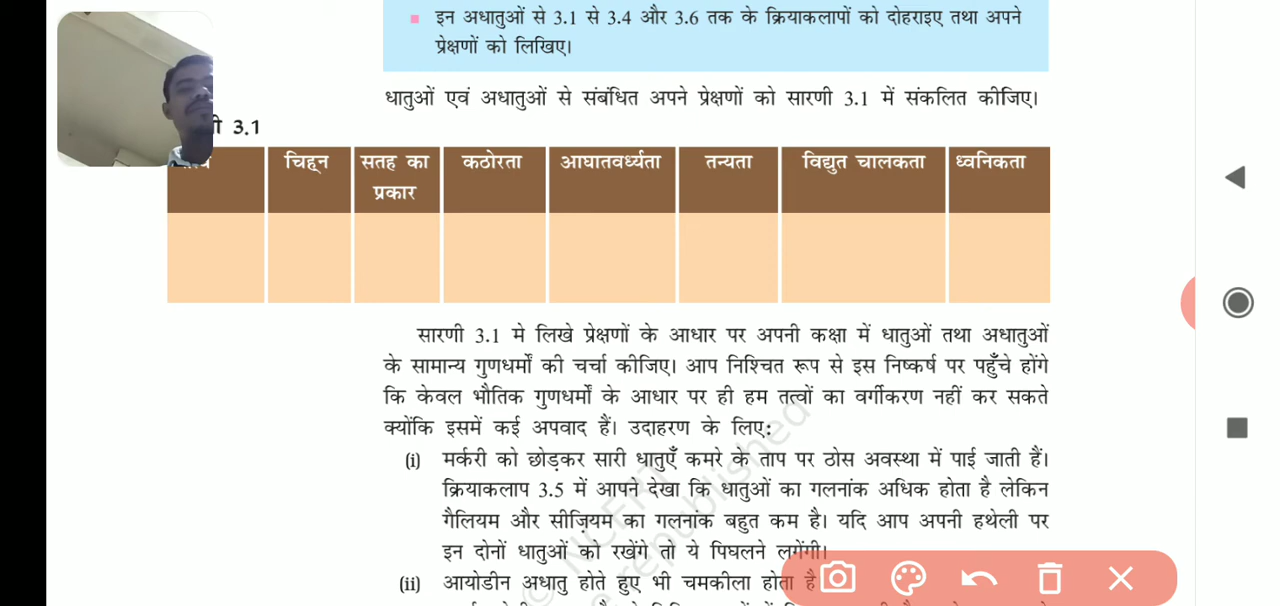 इन अधातुओं से 3.1 से 3.4 और 3.6 तक के क्रियाकलापों को दोहराइए तथा अपने
प्रेक्षणों को लिखिए।
धातुओं एवं अधातुओं से संबंधित अपने प्रेक्षणों को सारणी 3.1 में संकलित कीजिए।
3.1
चिह्न सतह का कठोरता आघातवर्ध्यता तन्यता विद्युत चालकता ध्वनिकता
प्रकार
सारणी 3.1 मे लिखे प्रेक्षणों के आधार पर अपनी कक्षा में धातुओं तथा अधातुओं
के सामान्य गुणधर्मों की चर्चा कीजिए। आप निश्चित रूप से इस निष्कर्ष पर पहुँचे होंगे
कि केवल भौतिक गुणधर्मों के आधार पर ही हम तत्वों का वर्गीकरण नहीं कर सकते
क्योंकि इसमें कई अपवाद हैं। उदाहरण के लिए:
(i) मर्करी को छोड़कर सारी धातुएँ कमरे के ताप पर ठोस अवस्था में पाई जाती हैं।
क्रियाकलाप 3.5 में आपने देखा कि धातुओं का गलनांक अधिक होता है लेकिन
गैलियम और सीज़ियम का गलनांक बहुत कम है। यदि आप अपनी हथेली पर
इन दोनों धातुओं को रखेंगे तो ये पिघलने लगेंगी।
(ii) आयोडीन अधातु होते हुए भी चमकीला होता है
© NCERT
republished